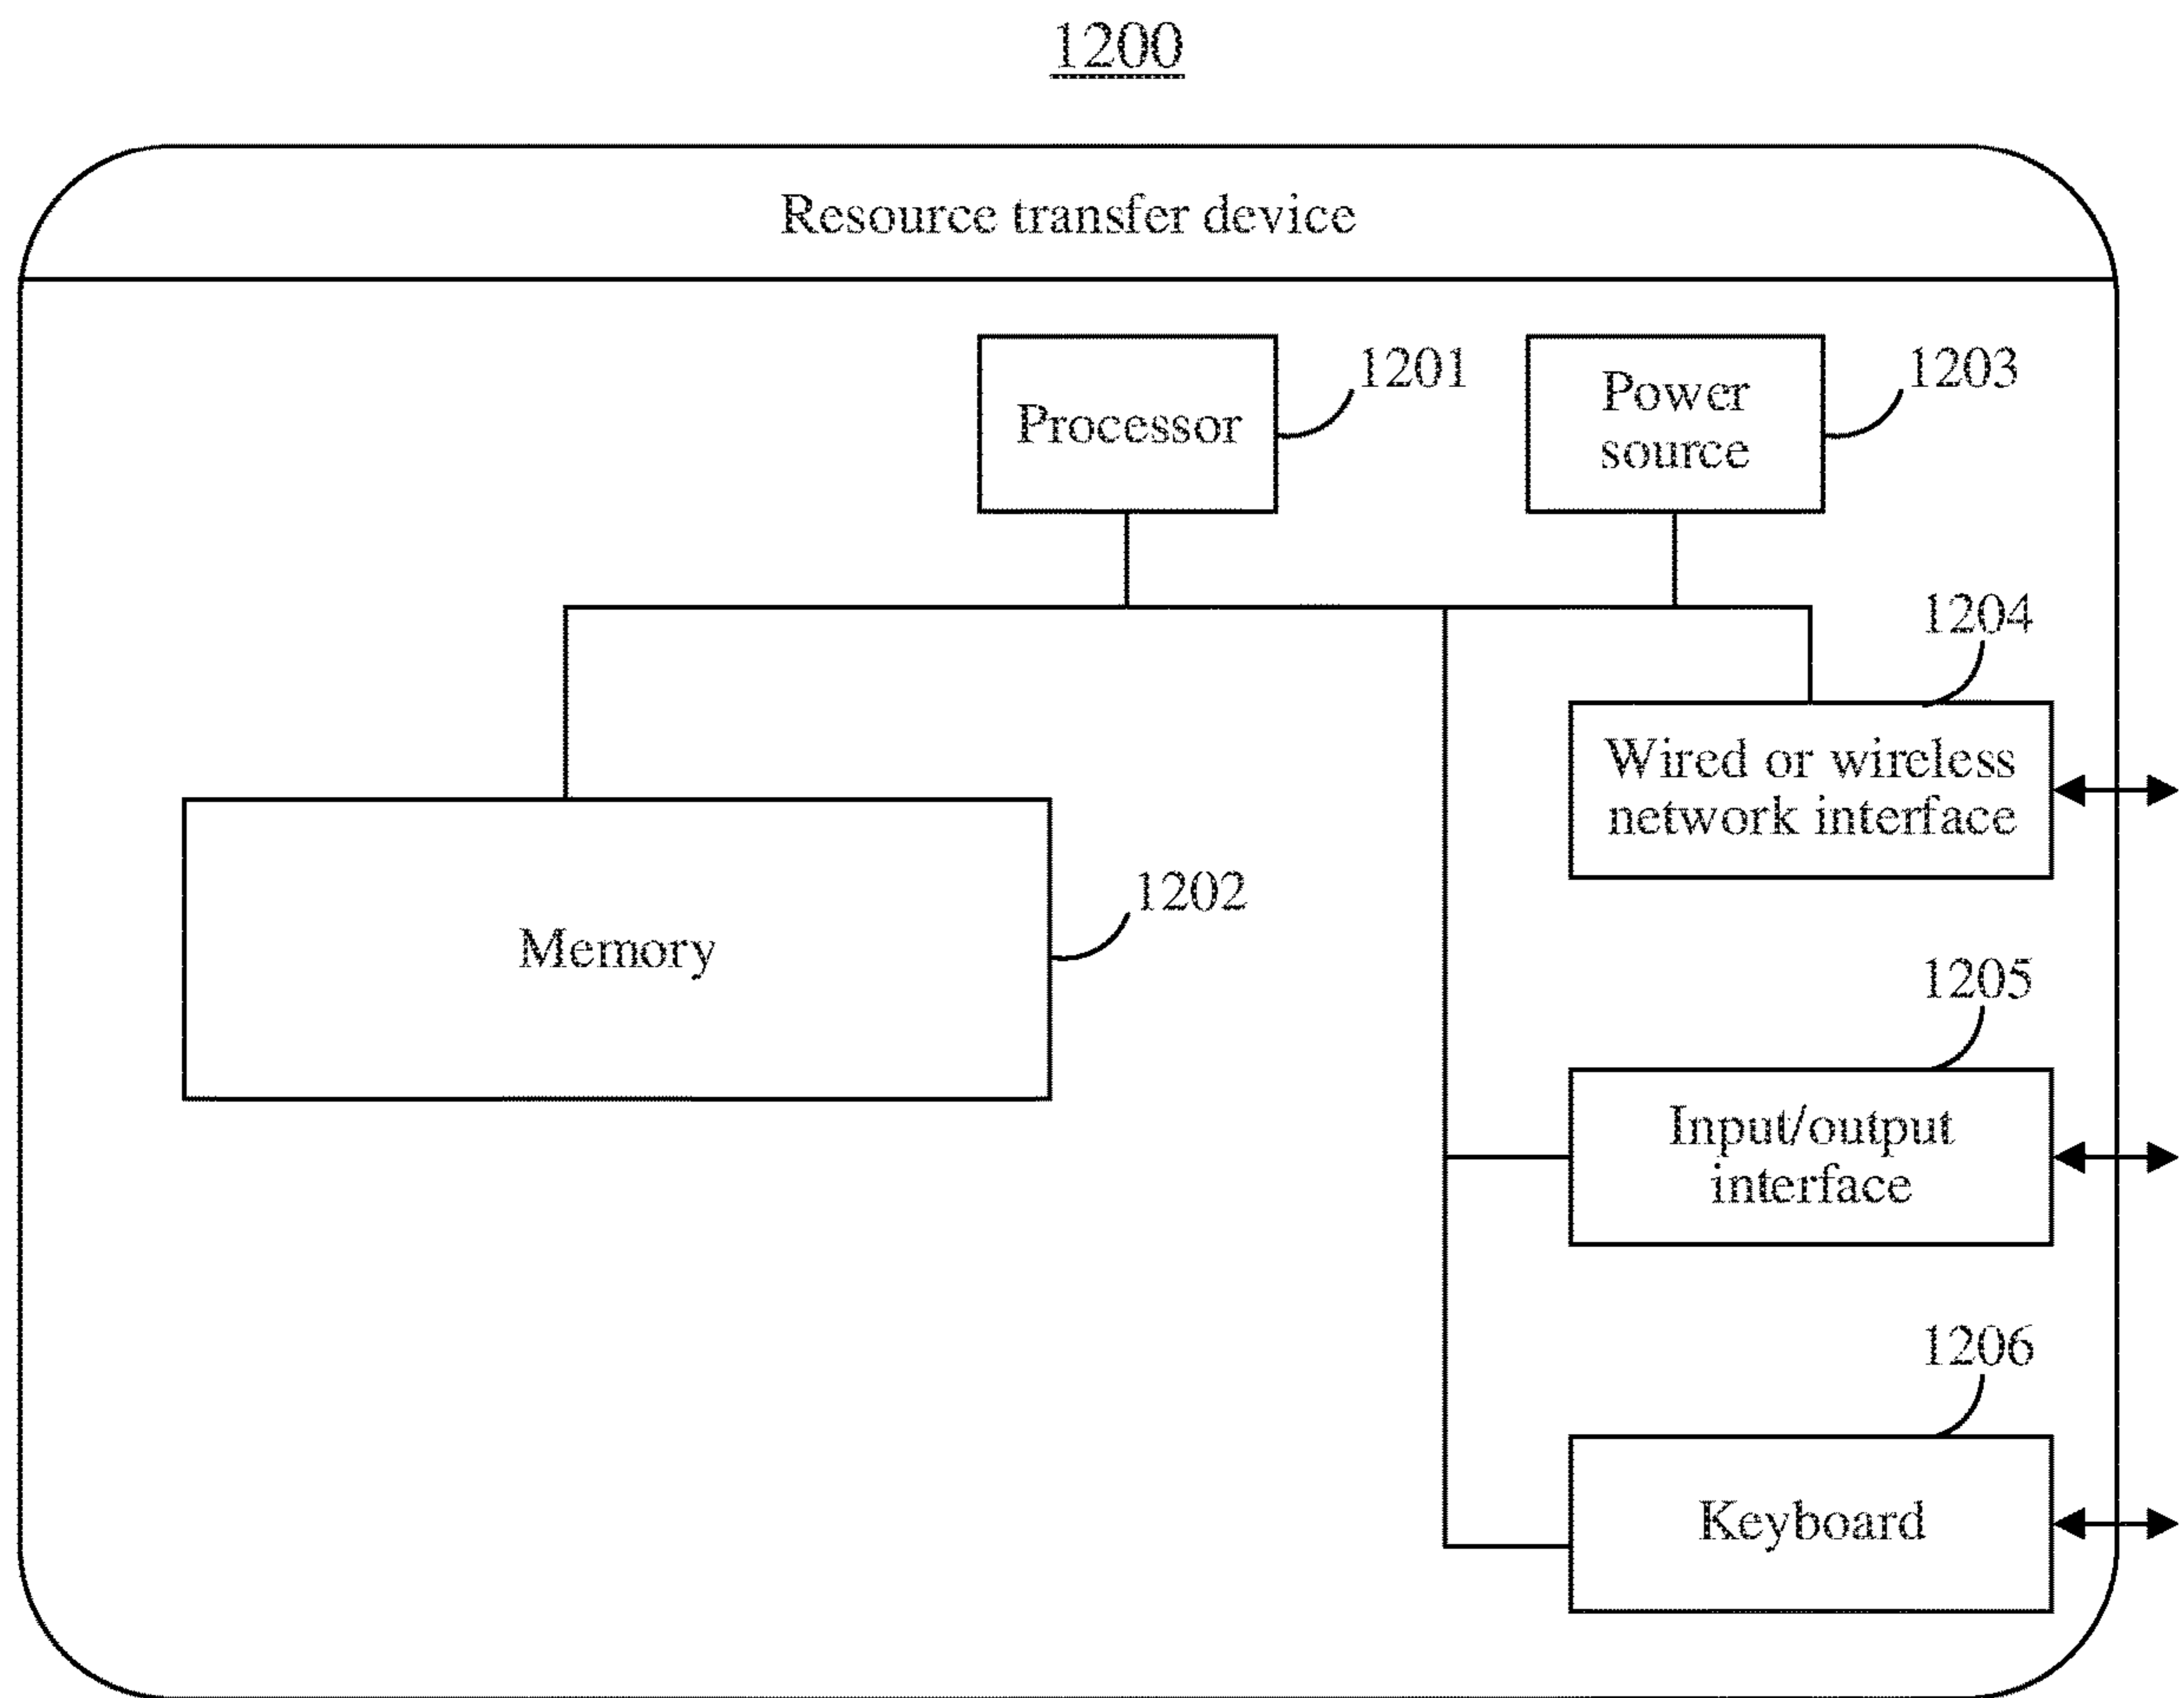 1200
Resource transfer device
Processor
1201
Power
source
1203
1204
Wired or wireless
network interface
Memory
1202
1205
Input/output
interface
1206
Keyboard